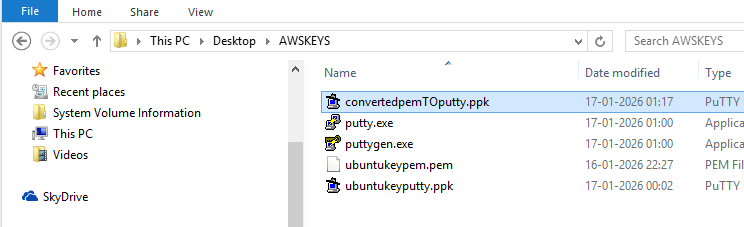 File Home Share View
This PC Desktop AWSKEYS Search AWSKEYS
Favorites
Recent places
System Volume Information
This PC
Videos
SkyDrive
Name Date modified Type
convertedpemTOputty.ppk 17-01-2026 01:17 PuTTY
putty.exe 17-01-2026 01:00 Applica
puttygen.exe 17-01-2026 01:00 Applica
ubuntukeypem.pem 16-01-2026 22:27 PEM Fil
ubuntukeyputty.ppk 17-01-2026 00:02 PuTTY